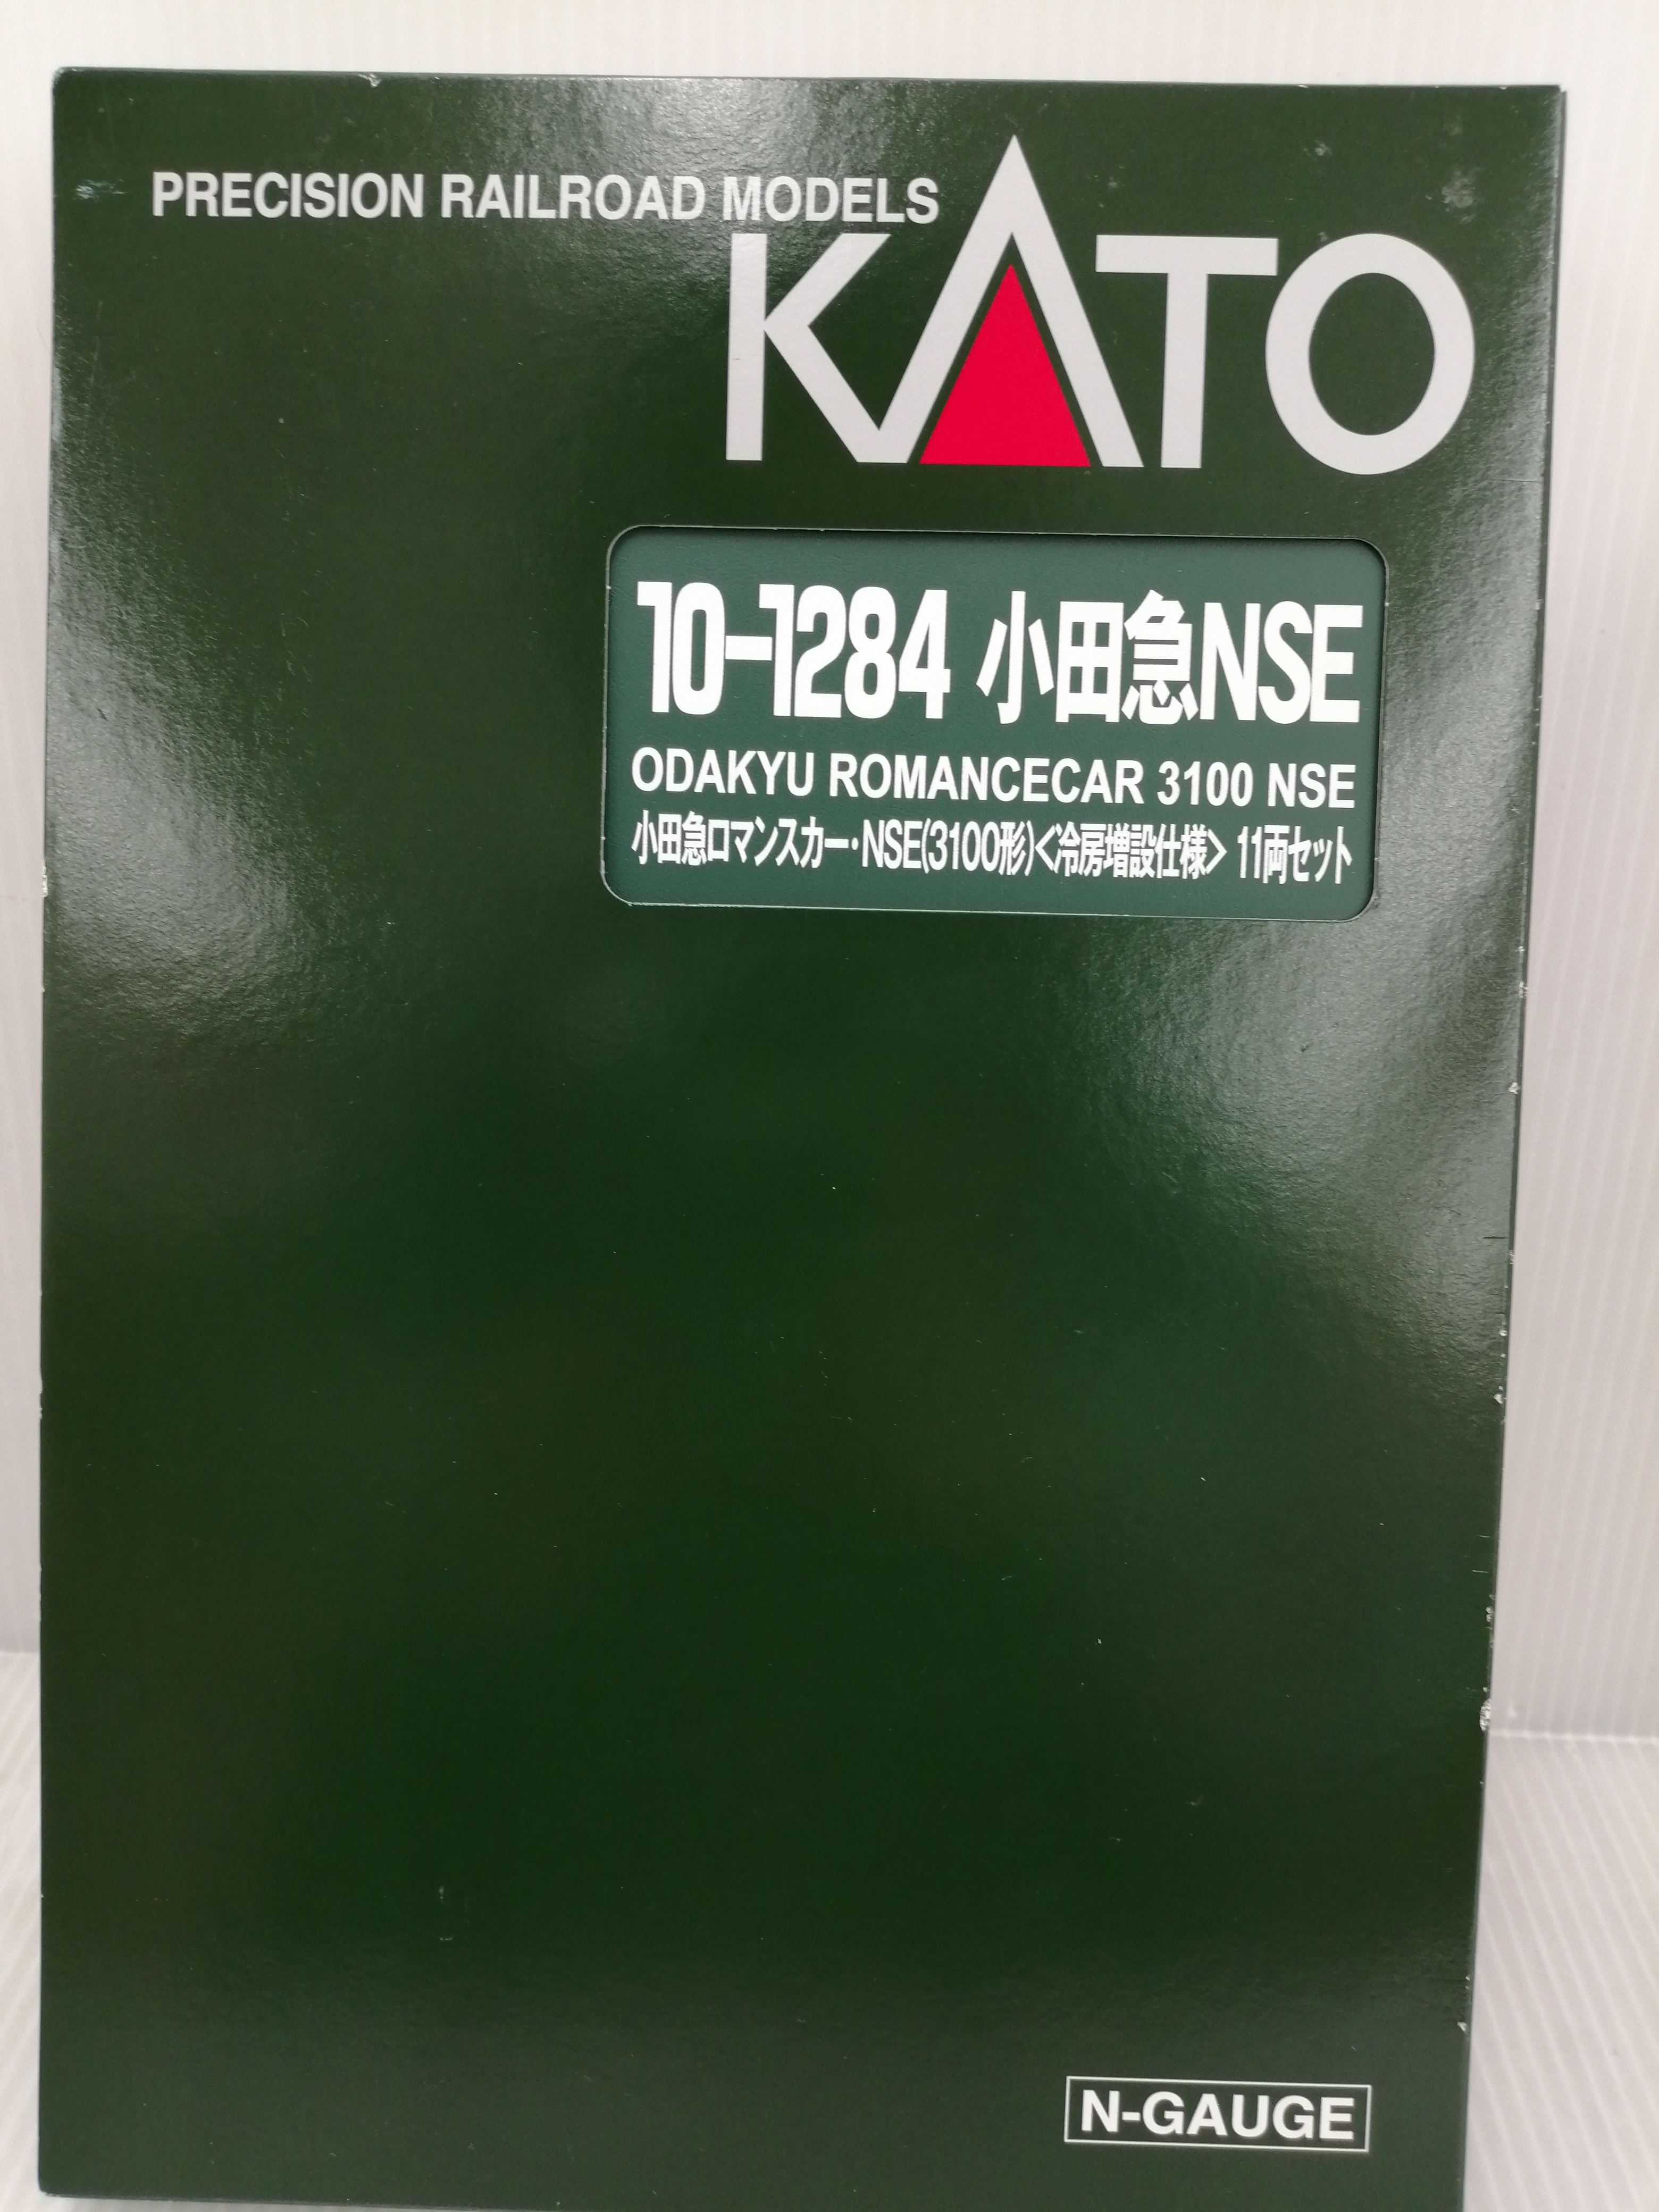 PRECISION RAILROAD MODELS
KATO
10-1284 小田急NSE
ODAKYU ROMANCECAR 3100 NSE
小田急ロマンスカー・NSE(3100形)<冷房増設仕様> 11両セット
N-GAUGE